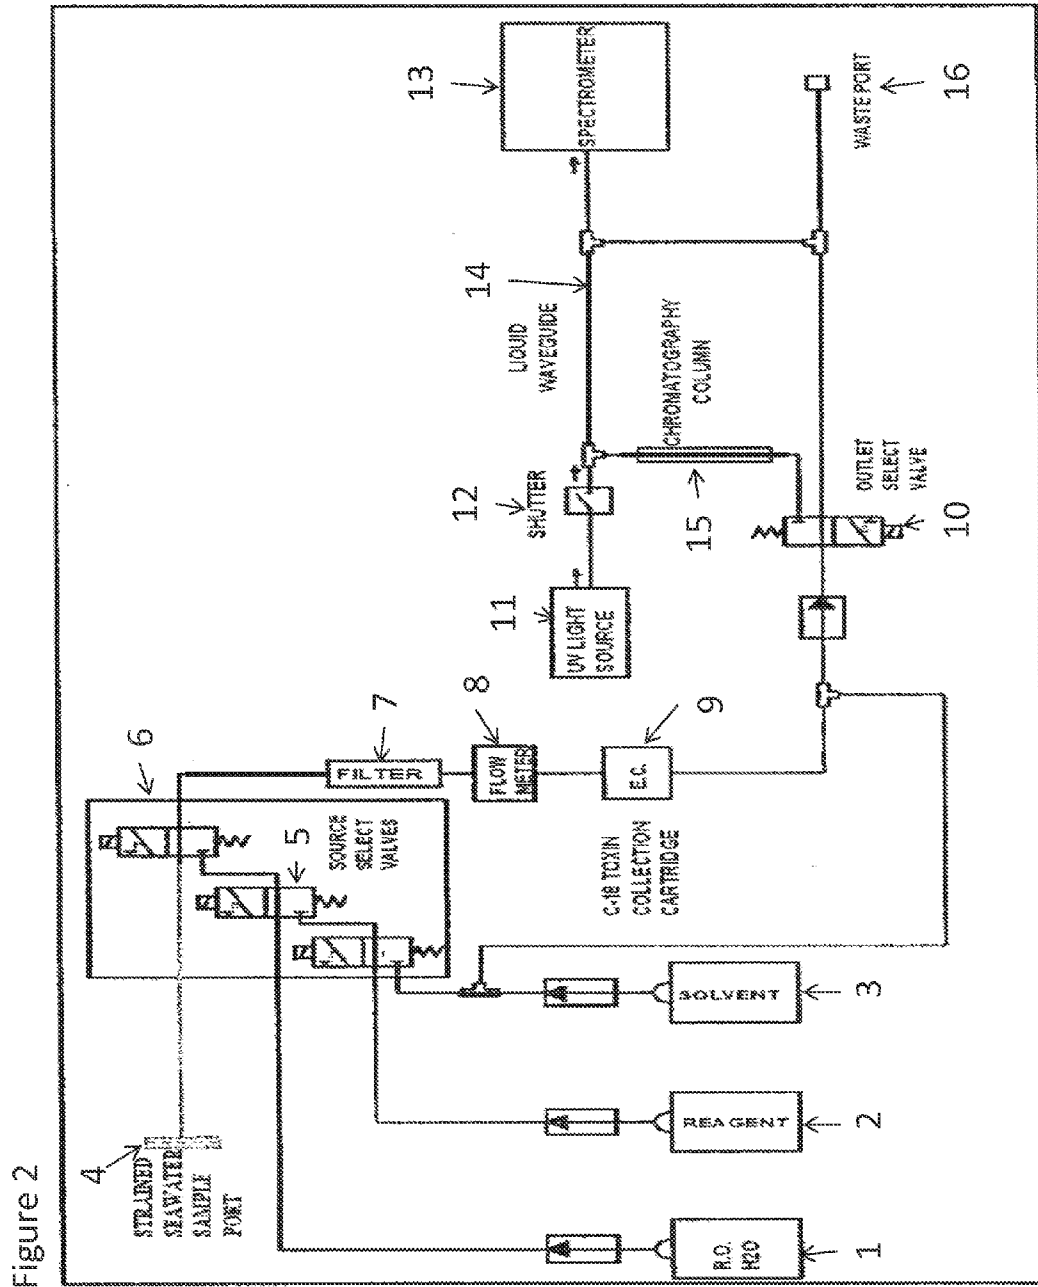 Figure 2
4
STRAINED
SEAWATER
SAMPLE
PORT
6
5
SOURCE
SELECT
VALVES
7
FILTER
8
FLOW
METER
9
E.C.
C-18 TOXIN
COLLECTION
CARTRIDGE
1
R.O.
H2O
2
REAGENT
3
SOLVENT
11
UV LIGHT
SOURCE
12
SHUTTER
14
LIQUID
WAVEGUIDE
13
SPECTROMETER
15
CHROMATOGRAPHY
COLUMN
10
OUTLET
SELECT
VALVE
16
WASTE PORT